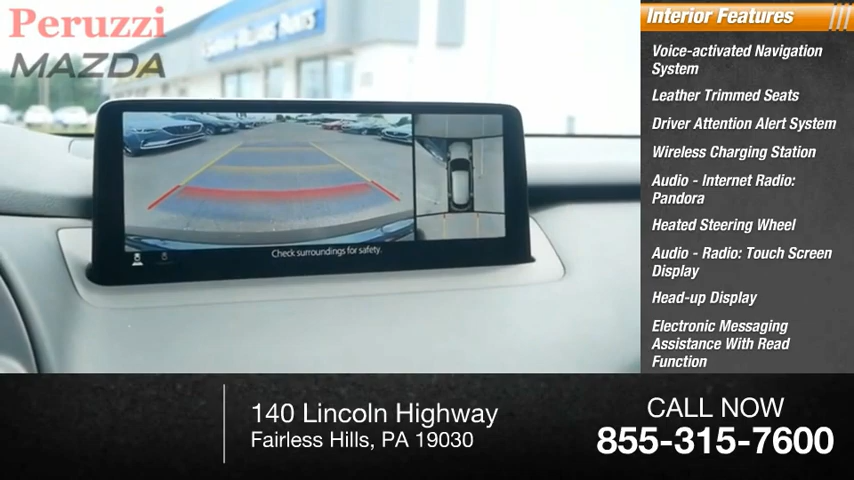 Peruzzi
MAZDA
Check surroundings for safety.
Interior Features
Voice-activated Navigation
System
Leather Trimmed Seats
Driver Attention Alert System
Wireless Charging Station
Audio - Internet Radio:
Pandora
Heated Steering Wheel
Audio - Radio: Touch Screen
Display
Head-up Display
Electronic Messaging
Assistance With Read
Function
140 Lincoln Highway
Fairless Hills, PA 19030
CALL NOW
855-315-7600